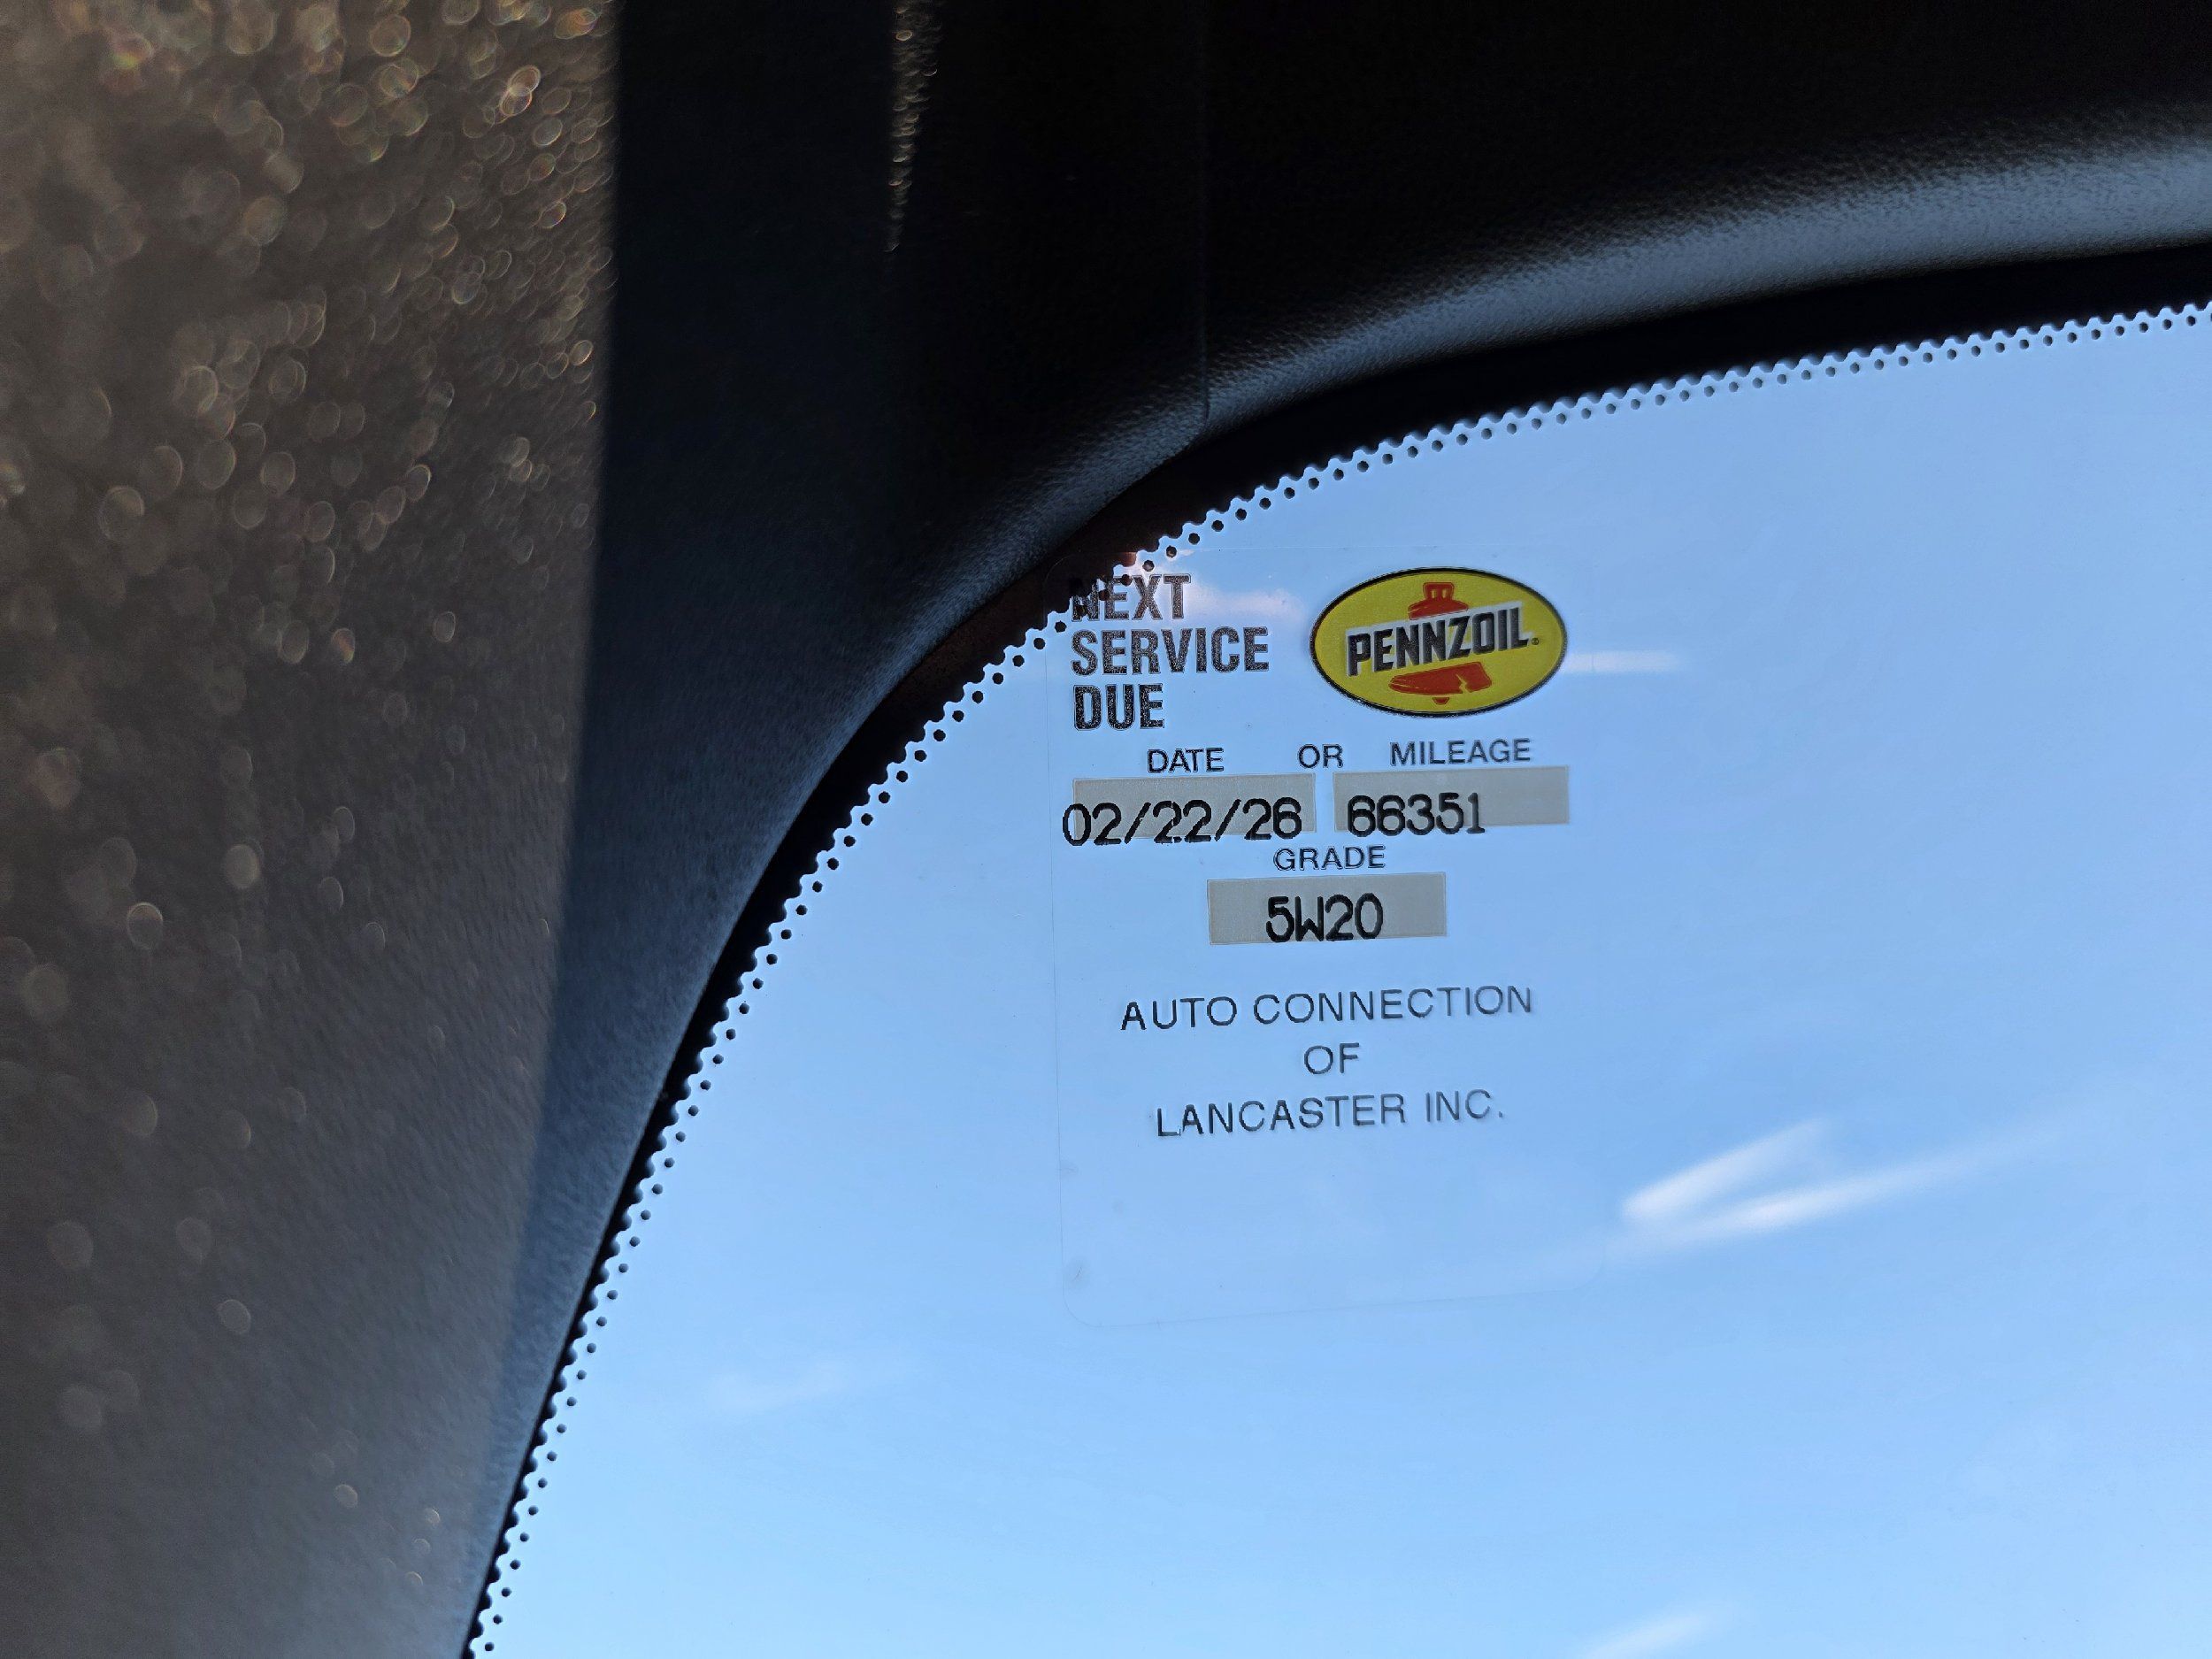 NEXT
SERVICE
DUE
PENNZOIL
DATE OR MILEAGE
02/22/26 66351
GRADE
5W20
AUTO CONNECTION
OF
LANCASTER INC.